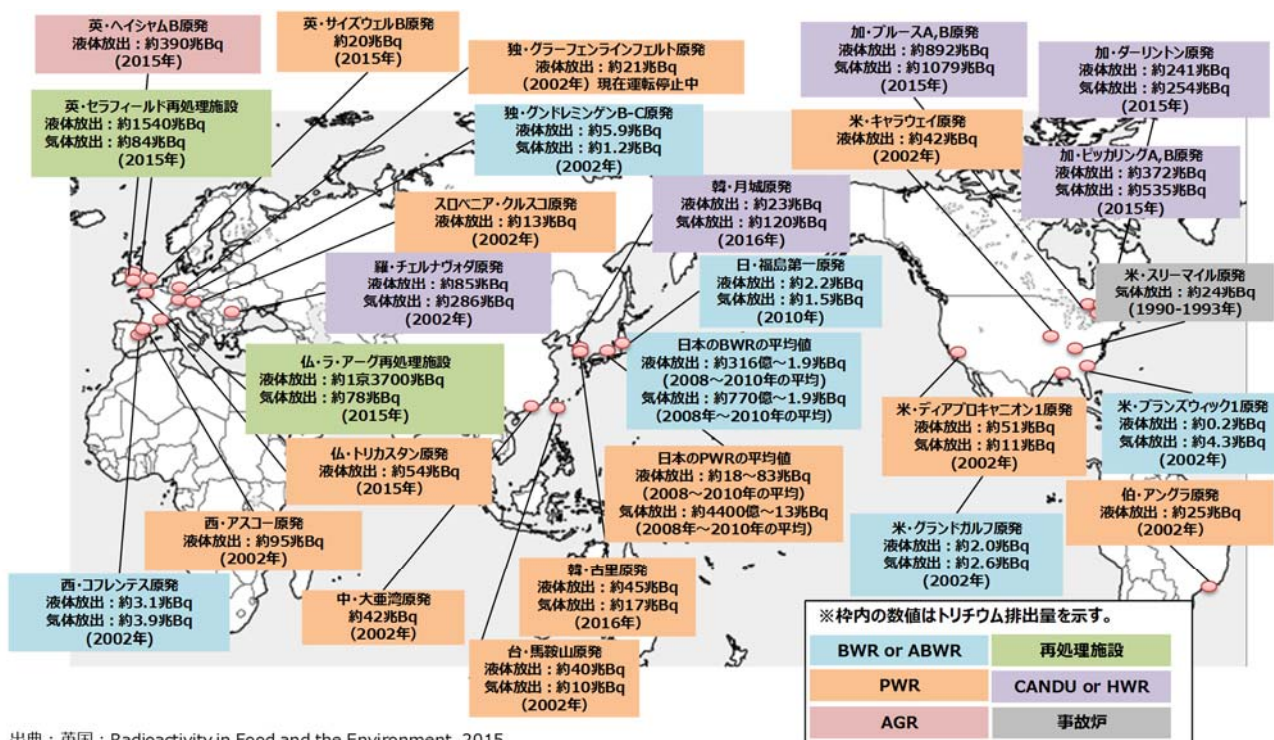 英・ヘイシャムB原発
液体放出：約390兆Bq
(2015年)
英・サイズウェルB原発
約20兆Bq
(2015年)
独・グラーフェンラインフェルト原発
液体放出：約21兆Bq
(2002年）現在運転停止中
加・ブルースA,B原発
液体放出：約892兆Bq
気体放出：約1079兆Bq
(2015年)
加・ダーリントン原発
液体放出：約241兆Bq
気体放出：約254兆Bq
(2015年)
英・セラフィールド再処理施設
液体放出：約1540兆Bq
気体放出：約84兆Bq
(2015年)
独・グンドレミンゲンB-C原発
液体放出：約5.9兆Bq
気体放出：約1.2兆Bq
(2002年)
米・キャラウェイ原発
液体放出：約42兆Bq
(2002年)
加・ピッカリングA,B原発
液体放出：約372兆Bq
気体放出：約535兆Bq
(2015年)
スロベニア・クルスコ原発
液体放出：約13兆Bq
(2002年)
韓・月城原発
液体放出：約23兆Bq
気体放出：約120兆Bq
(2016年)
羅・チェルナヴォダ原発
液体放出：約85兆Bq
気体放出：約286兆Bq
(2002年)
日・福島第一原発
液体放出：約2.2兆Bq
気体放出：約1.5兆Bq
(2010年)
米・スリーマイル原発
気体放出：約24兆Bq
(1990-1993年)
仏・ラ・アーグ再処理施設
液体放出：約1京3700兆Bq
気体放出：約78兆Bq
(2015年)
日本のBWRの平均値
液体放出：約316億～1.9兆Bq
(2008～2010年の平均)
気体放出：約770億～1.9兆Bq
(2008年～2010年の平均)
米・ディアブロキャニオン1原発
液体放出：約51兆Bq
気体放出：約11兆Bq
(2002年)
米・ブランズウィック1原発
液体放出：約0.2兆Bq
気体放出：約4.3兆Bq
(2002年)
仏・トリカスタン原発
液体放出：約54兆Bq
(2015年)
日本のPWRの平均値
液体放出：約18～83兆Bq
(2008～2010年の平均)
気体放出：約4400億～13兆Bq
(2008年～2010年の平均)
西・アスコー原発
液体放出：約95兆Bq
(2002年)
米・グランドガルフ原発
液体放出：約2.0兆Bq
気体放出：約2.6兆Bq
(2002年)
伯・アングラ原発
液体放出：約25兆Bq
(2002年)
西・コフレンテス原発
液体放出：約3.1兆Bq
気体放出：約3.9兆Bq
(2002年)
中・大亜湾原発
約42兆Bq
(2002年)
韓・古里原発
液体放出：約45兆Bq
気体放出：約17兆Bq
(2016年)
台・馬鞍山原発
液体放出：約40兆Bq
気体放出：約10兆Bq
(2002年)
※枠内の数値はトリチウム排出量を示す。
BWR or ABWR
再処理施設
PWR
CANDU or HWR
AGR
事故炉
出典：英国：Radioactivity in Food and the Environment, 2015